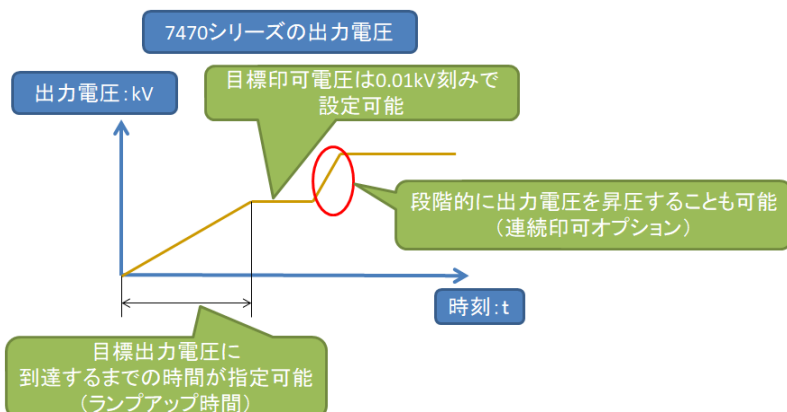 7470シリーズの出力電圧
出力電圧:kV
目標印可電圧は0.01kV刻みで
設定可能
段階的に出力電圧を昇圧することも可能
(連続印可オプション)
時刻:t
目標出力電圧に
到達するまでの時間が指定可能
(ランプアップ時間)